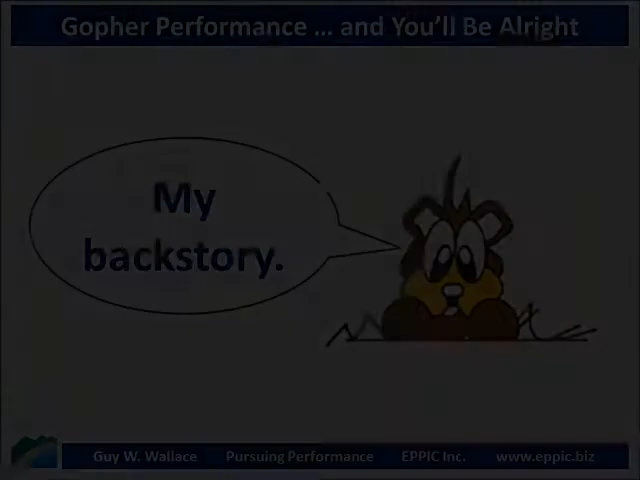 Gopher Performance ... and You'll Be Alright
My
backstory.
Guy W. Wallace Pursuing Performance EPPIC Inc. www.eppic.biz